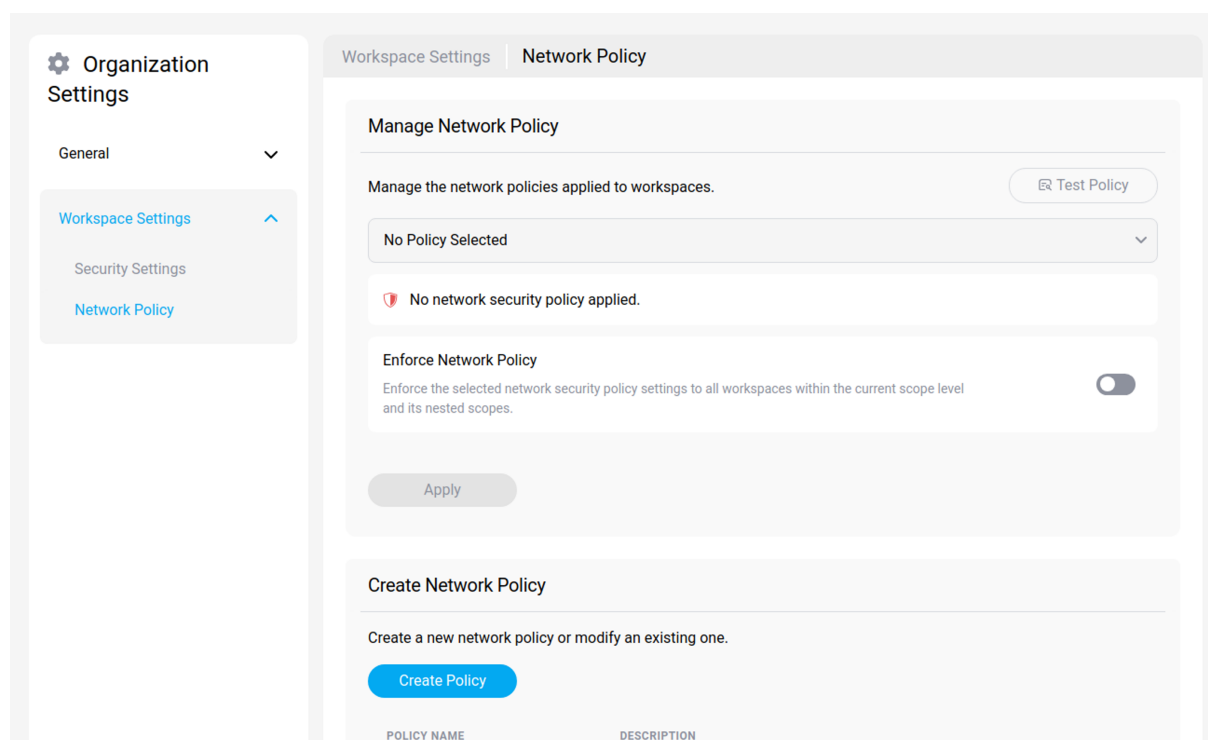 Organization
Settings
General
Workspace Settings
Security Settings
Network Policy
Workspace Settings
Network Policy
Manage Network Policy
Manage the network policies applied to workspaces.
Test Policy
No Policy Selected
No network security policy applied.
Enforce Network Policy
Enforce the selected network security policy settings to all workspaces within the current scope level
and its nested scopes.
Apply
Create Network Policy
Create a new network policy or modify an existing one.
Create Policy
POLICY NAME
DESCRIPTION